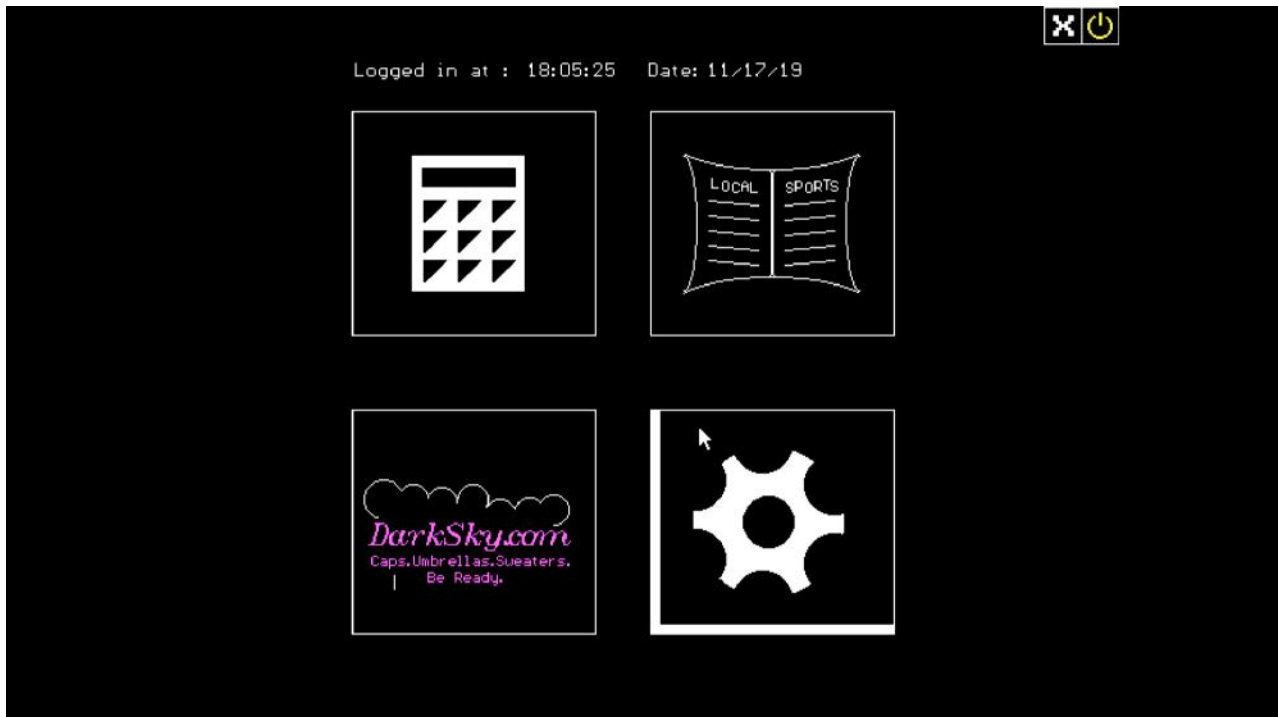 Logged in at : 18:05:25 Date: 11/17/19
LOCAL SPORTS
DarkSky.com
Caps.Umbrellas.Sweaters.
Be Ready.